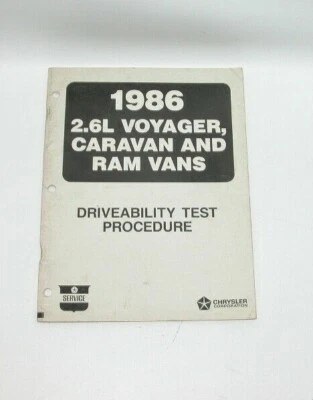 1986
2.6L VOYAGER,
CARAVAN AND
RAM VANS
DRIVEABILITY TEST
PROCEDURE
SERVICE
CHRYSLER
CORPORATION